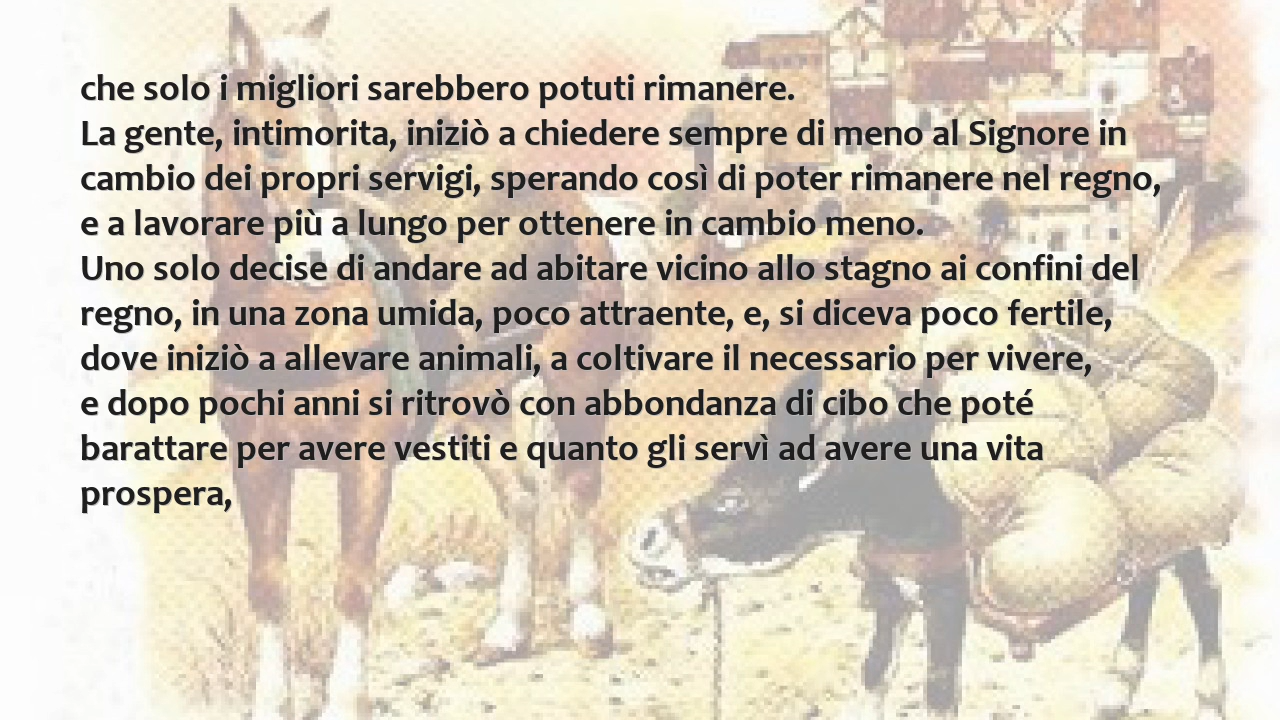 che solo i migliori sarebbero potuti rimanere.
La gente, intimorita, iniziò a chiedere sempre di meno al Signore in
cambio dei propri servigi, sperando così di poter rimanere nel regno,
e a lavorare più a lungo per ottenere in cambio meno.
Uno solo decise di andare ad abitare vicino allo stagno ai confini del
regno, in una zona umida, poco attraente, e, si diceva poco fertile,
dove iniziò a allevare animali, a coltivare il necessario per vivere,
e dopo pochi anni si ritrovò con abbondanza di cibo che poté
barattare per avere vestiti e quanto gli servì ad avere una vita
prospera,